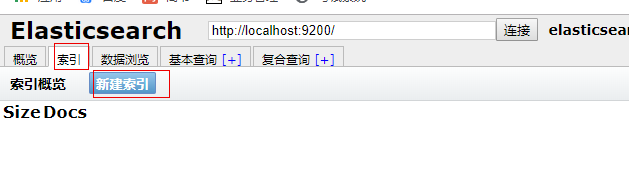 Elasticsearch http://localhost:9200/ 连接 elasticsear
概览 索引 数据浏览 基本查询 [+] 复合查询 [+]
索引概览 新建索引
Size Docs